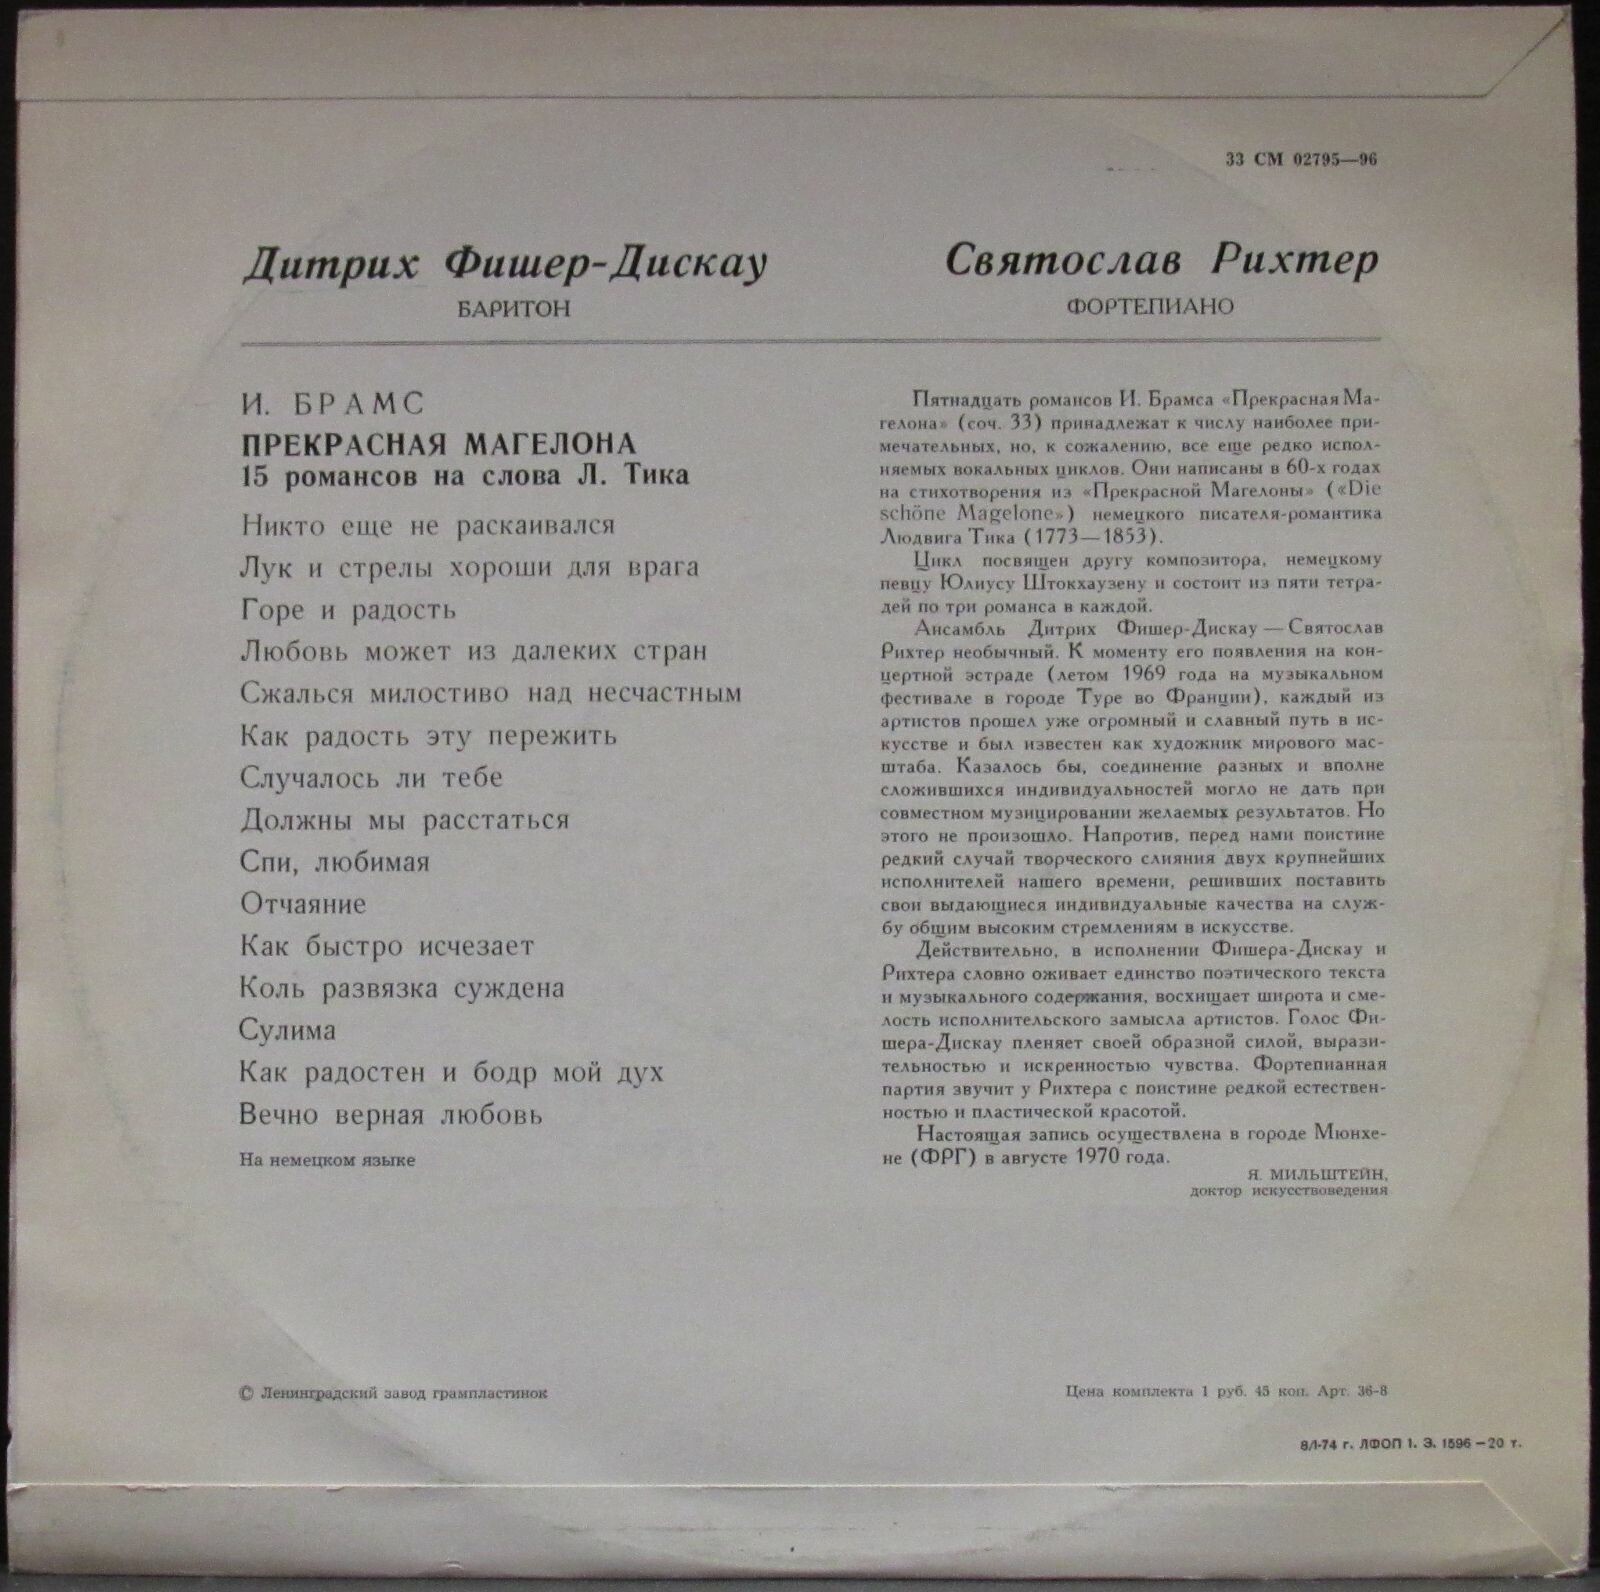 33 СМ 02795—96
Дитрих Фишер-Дискау
БАРИТОН
Святослав Рихтер
ФОРТЕПИАНО
И. БРАМС
ПРЕКРАСНАЯ МАГЕЛОНА
15 романсов на слова Л. Тика
Никто еще не раскаивался
Лук и стрелы хороши для врага
Горе и радость
Любовь может из далеких стран
Сжалься милостиво над несчастным
Как радость эту пережить
Случалось ли тебе
Должны мы расстаться
Спи, любимая
Отчаяние
Как быстро исчезает
Коль развязка суждена
Сулима
Как радостен и бодр мой дух
Вечно верная любовь
На немецком языке
Пятнадцать романсов И. Брамса «Прекрасная Ма-
гелона» (соч. 33) принадлежат к числу наиболее при-
мечательных, но, к сожалению, все еще редко испол-
няемых вокальных циклов. Они написаны в 60-х годах
на стихотворения из «Прекрасной Магелоны» («Die
schöne Magelone») немецкого писателя-романтика
Людвига Тика (1773—1853).
Цикл посвящен другу композитора, немецкому
певцу Юлиусу Штокхаузену и состоит из пяти тетра-
дей по три романса в каждой.
Ансамбль Дитрих Фишер-Дискау — Святослав
Рихтер необычный. К моменту его появления на кон-
цертной эстраде (летом 1969 года на музыкальном
фестивале в городе Туре во Франции), каждый из
артистов прошел уже огромный и славный путь в ис-
кусстве и был известен как художник мирового мас-
штаба. Казалось бы, соединение разных и вполне
сложившихся индивидуальностей могло не дать при
совместном музицировании желаемых результатов. Но
этого не произошло. Напротив, перед нами поистине
редкий случай творческого слияния двух крупнейших
исполнителей нашего времени, решивших поставить
свои выдающиеся индивидуальные качества на служ-
бу общим высоким стремлениям в искусстве.
Действительно, в исполнении Фишера-Дискау и
Рихтера словно оживает единство поэтического текста
и музыкального содержания, восхищает широта и сме-
лость исполнительского замысла артистов. Голос Фи-
шера-Дискау пленяет своей образной силой, вырази-
тельностью и искренностью чувства. Фортепианная
партия звучит у Рихтера с поистине редкой естествен-
ностью и пластической красотой.
Настоящая запись осуществлена в городе Мюнхе-
не (ФРГ) в августе 1970 года.
Я. МИЛЬШТЕЙН,
доктор искусствоведения
© Ленинградский завод грампластинок
Цена комплекта 1 руб. 45 коп. Арт. 36-8
8/I-74 г. ЛФОП 1. З. 1596—20 т.